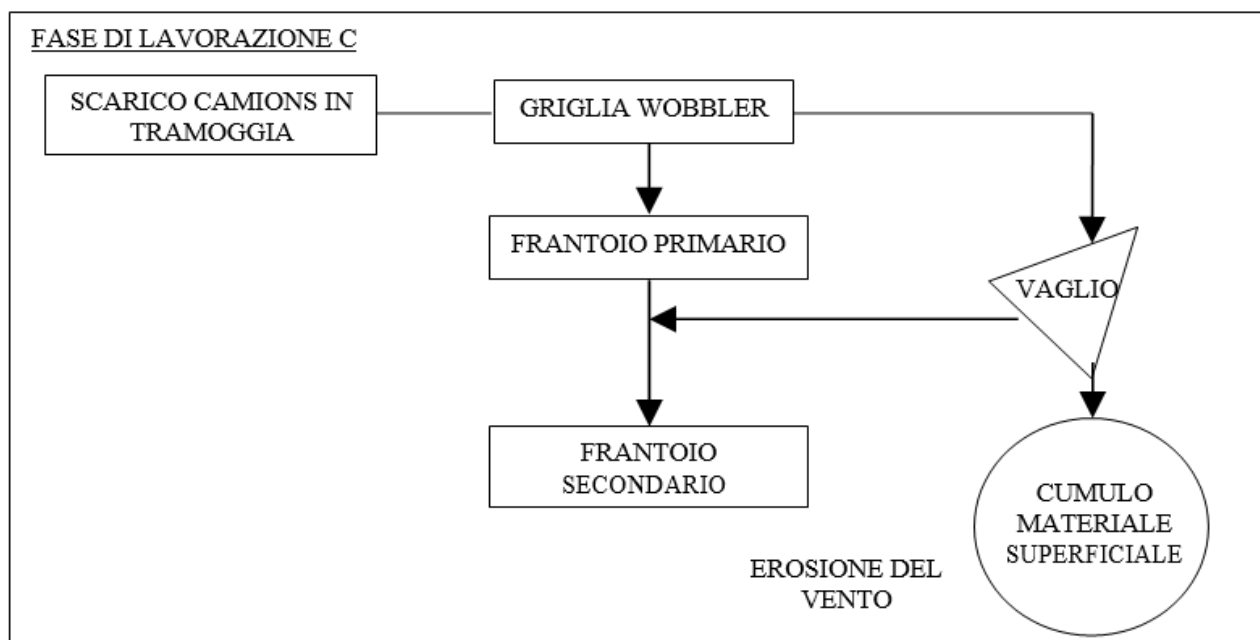 FASE DI LAVORAZIONE C
SCARICO CAMIONS IN
TRAMOGGIA
GRIGLIA WOBBLER
FRANTOIO PRIMARIO
VAGLIO
FRANTOIO
SECONDARIO
CUMULO
MATERIALE
SUPERFICIALE
EROSIONE DEL
VENTO